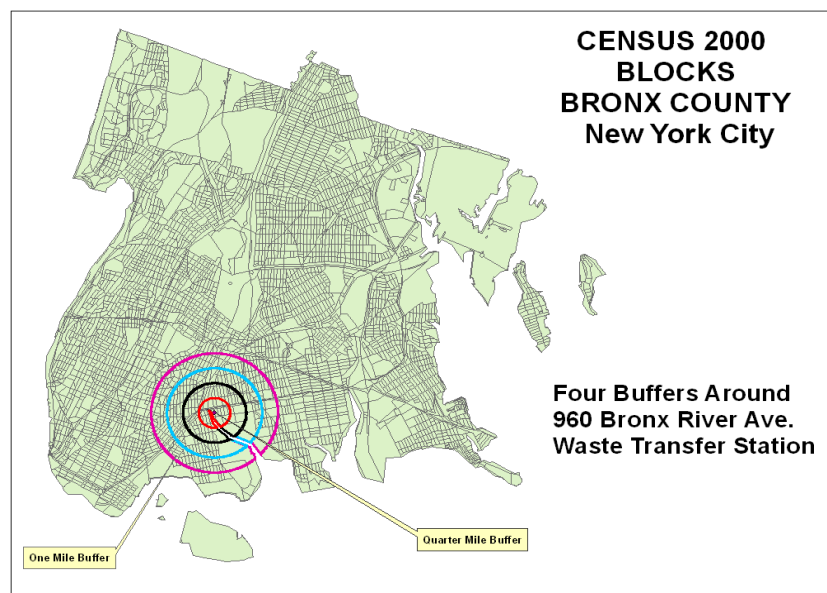 CENSUS 2000
BLOCKS
BRONX COUNTY
New York City
Four Buffers Around
960 Bronx River Ave.
Waste Transfer Station
Quarter Mile Buffer
One Mile Buffer